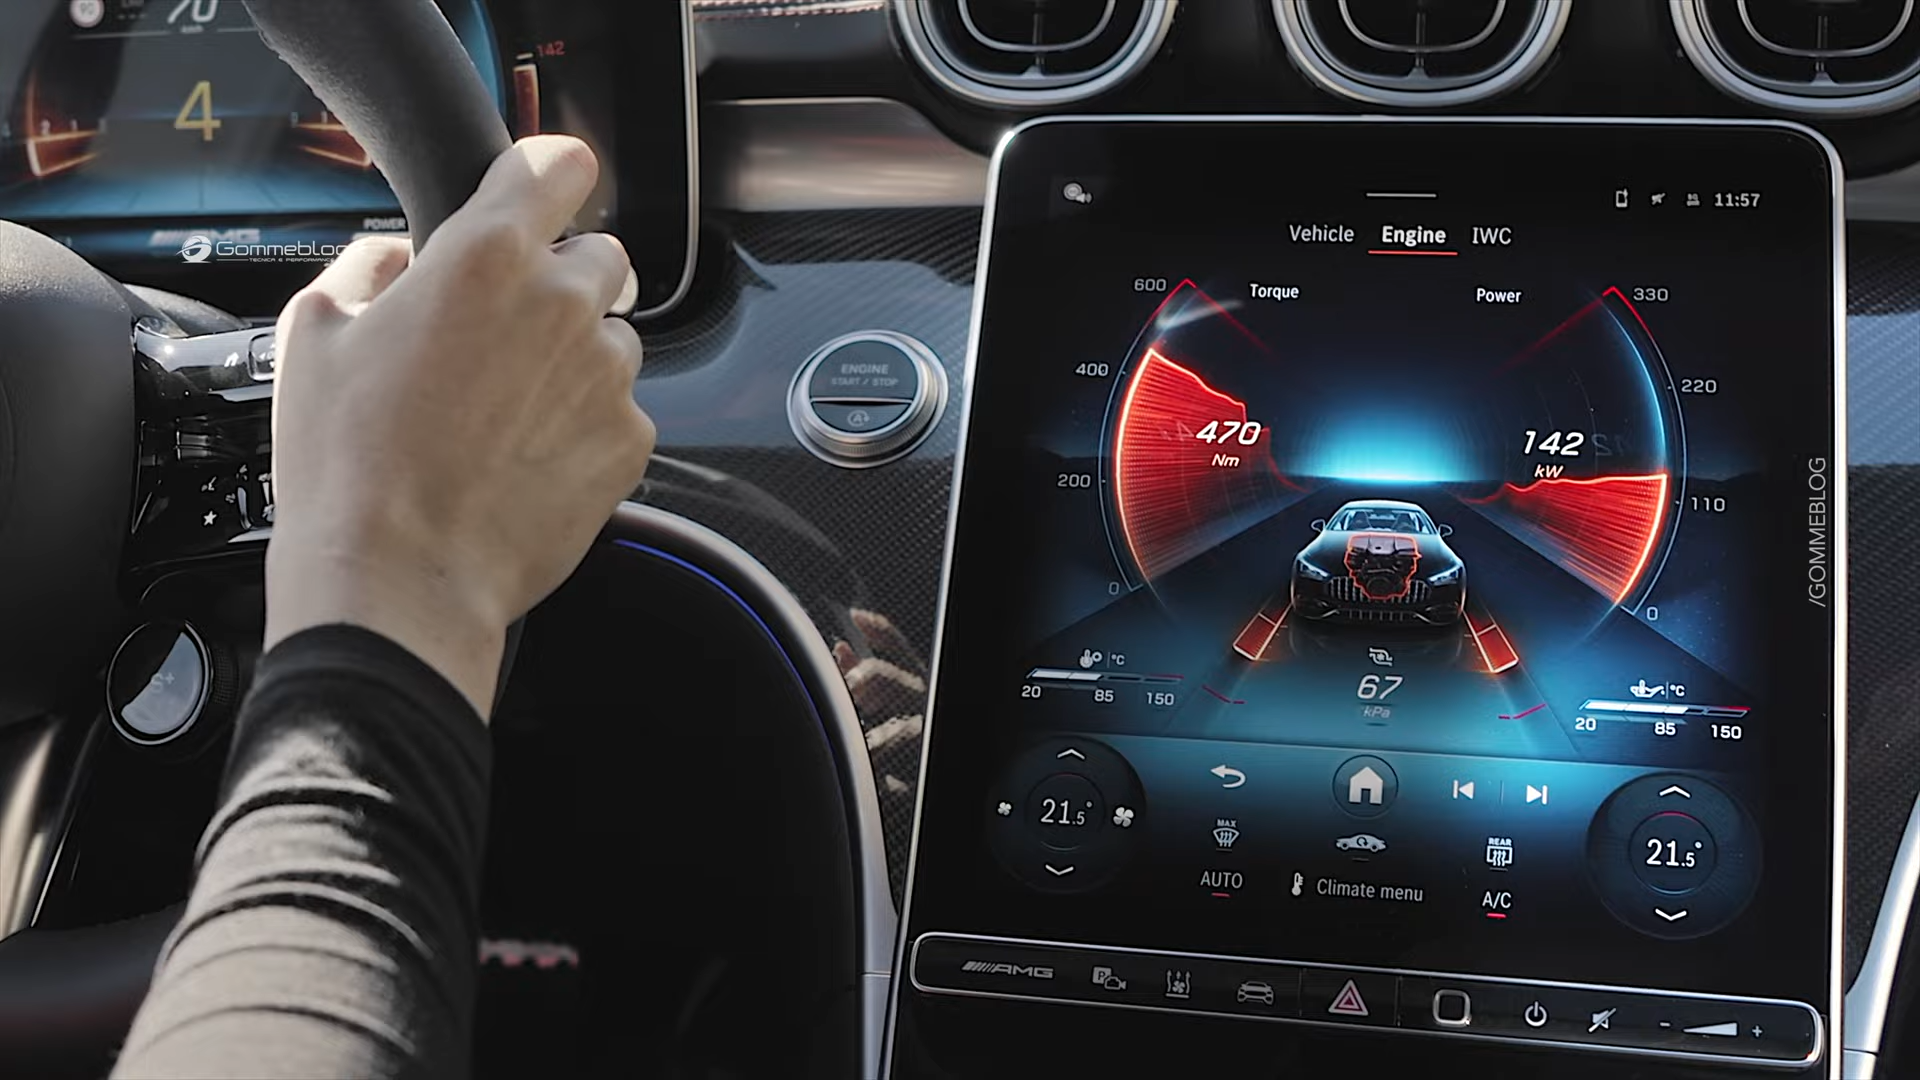 70
km/h
142
4
POWER
AMG
Gommeblog
TECNICA E PERFORMANCE
ENGINE
START / STOP
A
S+
11:57
Vehicle Engine IWC
600 Torque Power 330
400 220
470 142
Nm kW
200 110
0 0
°C °C
20 85 150
67
kPa
20 85 150
21.5° 21.5°
MAX
REAR
AUTO Climate menu A/C
AMG
P
- +
/GOMMEBLOG